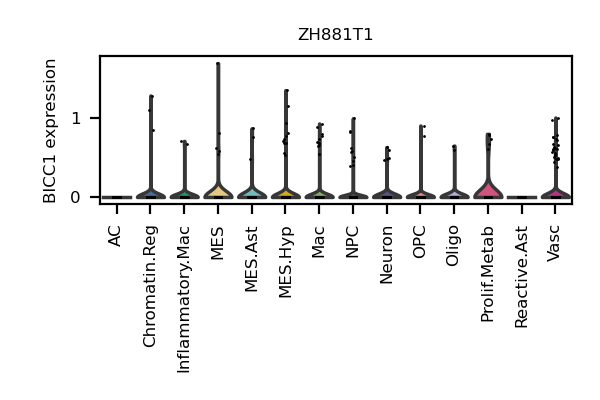 ZH881T1
BICC1 expression
1
0
AC
Chromatin.Reg
Inflammatory.Mac
MES
MES.Ast
MES.Hyp
Mac
NPC
Neuron
OPC
Oligo
Prolif.Metab
Reactive.Ast
Vasc